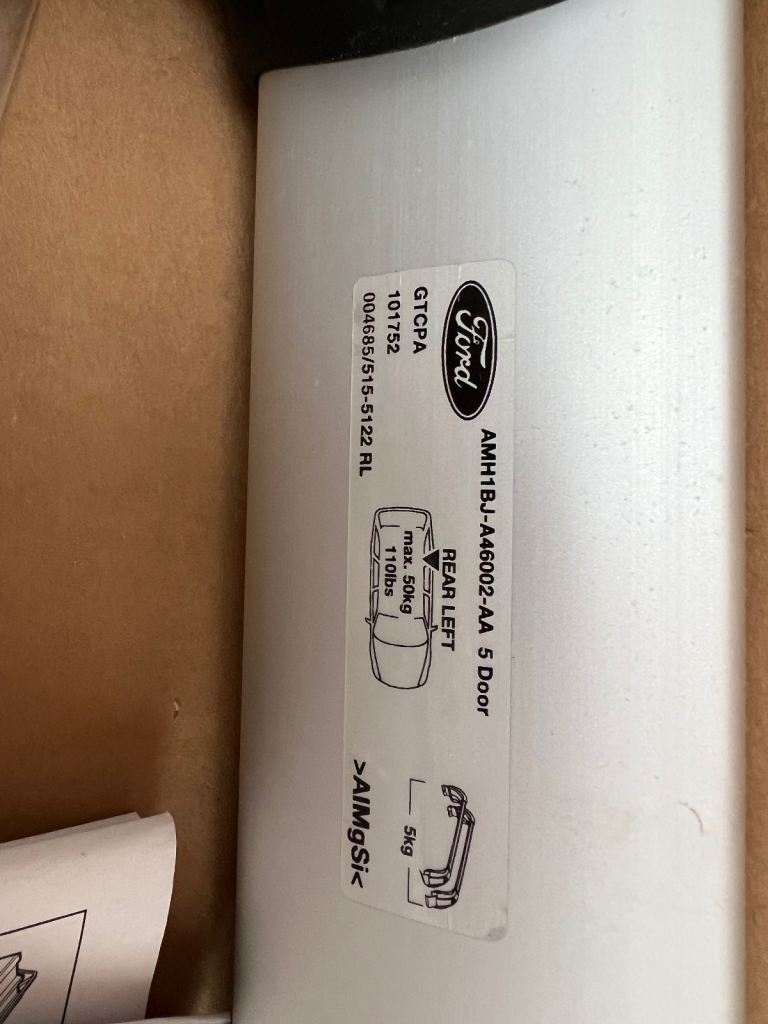 Ford
AMH1BJ-A46002-AA 5 Door
GTCPA
101752
004685/515-5122 RL
REAR LEFT
max. 50kg
110lbs
5kg
>AlMgSi<